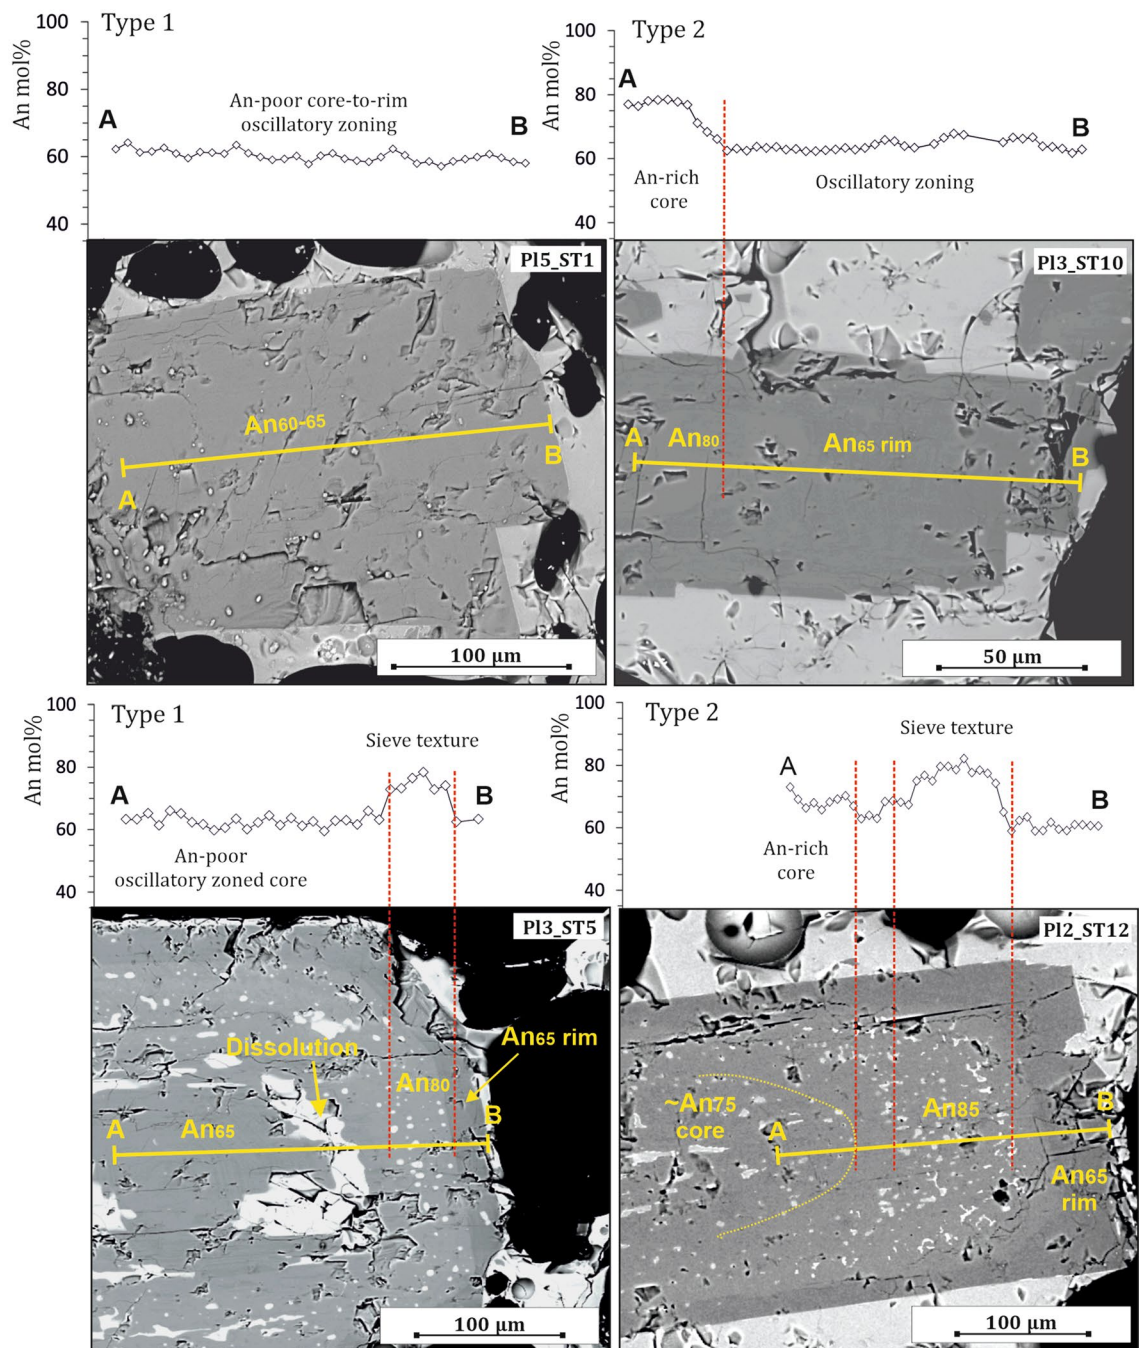 Type 1
An mol%
100
80
60
40
A
An-poor core-to-rim
oscillatory zoning
B
Pl5_ST1
An60-65
A
B
100 µm
Type 2
An mol%
100
80
60
40
A
B
An-rich
core
Oscillatory zoning
Pl3_ST10
A
An80
An65 rim
B
50 µm
Type 1
An mol%
100
80
60
40
Sieve texture
A
B
An-poor
oscillatory zoned core
Pl3_ST5
Dissolution
An65 rim
An80
A
An65
B
100 µm
Type 2
An mol%
100
80
60
40
Sieve texture
A
B
An-rich
core
Pl2_ST12
~An75
core
An85
A
B
An65
rim
100 µm